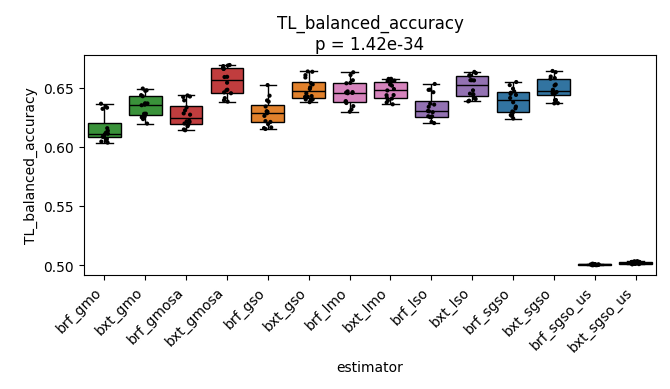 TL_balanced_accuracy
p = 1.42e-34
TL_balanced_accuracy
0.65
0.60
0.55
0.50
brf_gmo
bxt_gmo
brf_gmosa
bxt_gmosa
brf_gso
bxt_gso
brf_lmo
bxt_lmo
brf_lso
bxt_lso
brf_sgso
bxt_sgso
brf_sgso_us
bxt_sgso_us
estimator